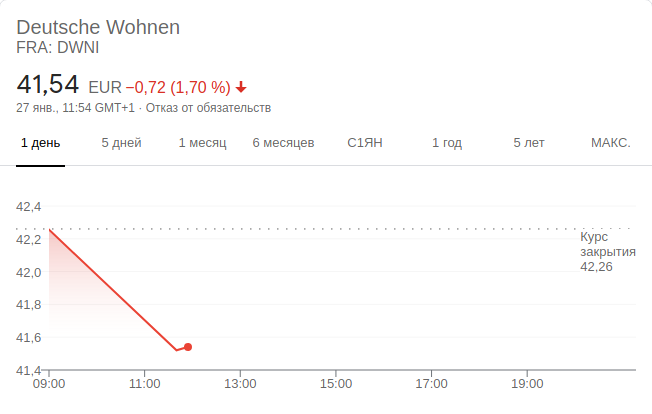 Deutsche Wohnen
FRA: DWNI
41,54 EUR −0,72 (1,70 %)
27 янв., 11:54 GMT+1 · Отказ от обязательств
1 день 5 дней 1 месяц 6 месяцев С1ЯН 1 год 5 лет МАКС.
42,4
42,2
Курс
закрытия
42,26
42,0
41,8
41,6
41,4
09:00 11:00 13:00 15:00 17:00 19:00